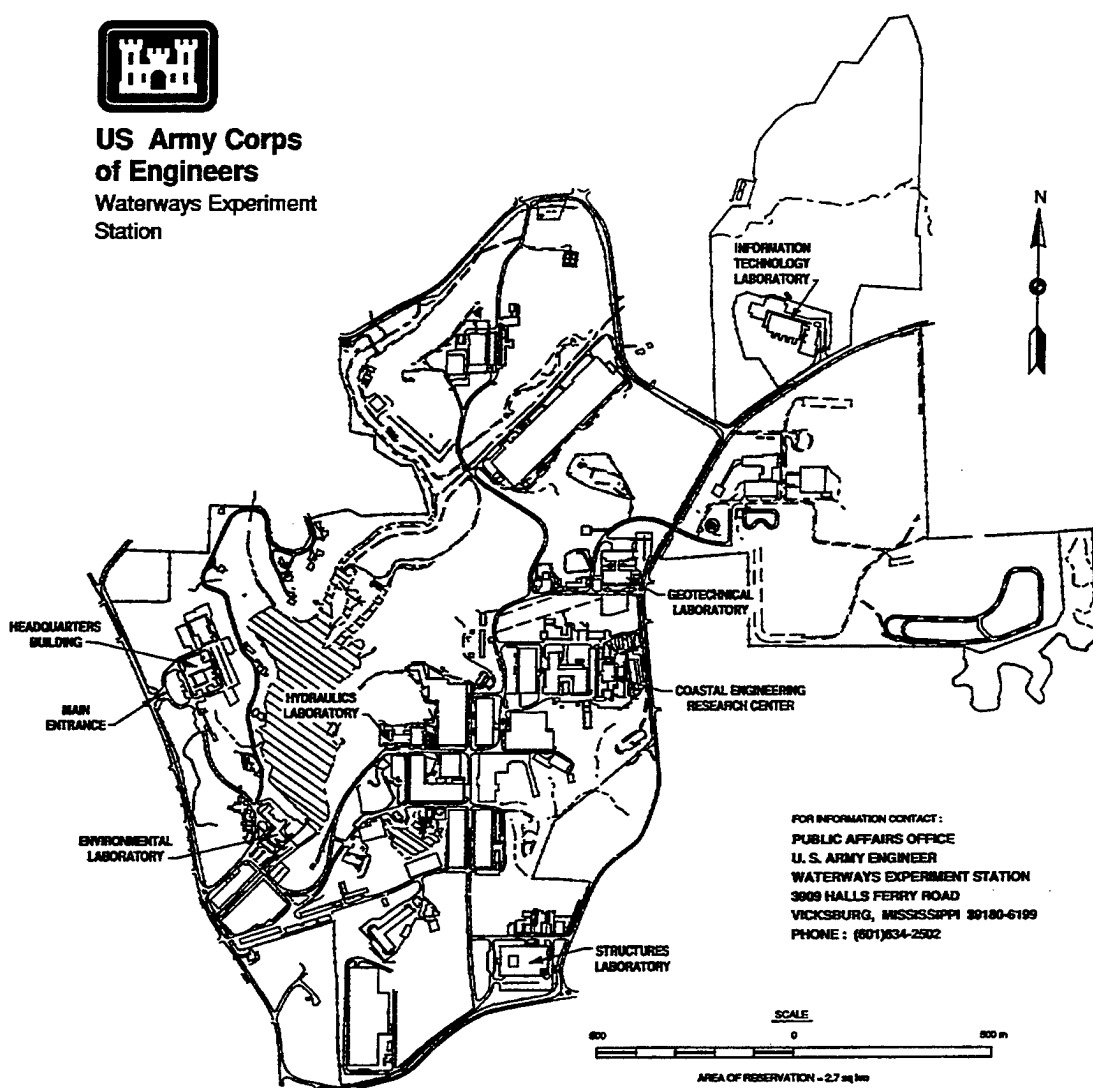 US Army Corps
of Engineers
Waterways Experiment
Station
N
INFORMATION
TECHNOLOGY
LABORATORY
GEOTECHNICAL
LABORATORY
HEADQUARTERS
BUILDING
MAIN
ENTRANCE
HYDRAULICS
LABORATORY
COASTAL ENGINEERING
RESEARCH CENTER
ENVIRONMENTAL
LABORATORY
FOR INFORMATION CONTACT :
PUBLIC AFFAIRS OFFICE
U. S. ARMY ENGINEER
WATERWAYS EXPERIMENT STATION
3909 HALLS FERRY ROAD
VICKSBURG, MISSISSIPPI 39180-6199
PHONE : (601)634-2502
STRUCTURES
LABORATORY
SCALE
500 0 500 m
AREA OF RESERVATION = 2.7 sq km